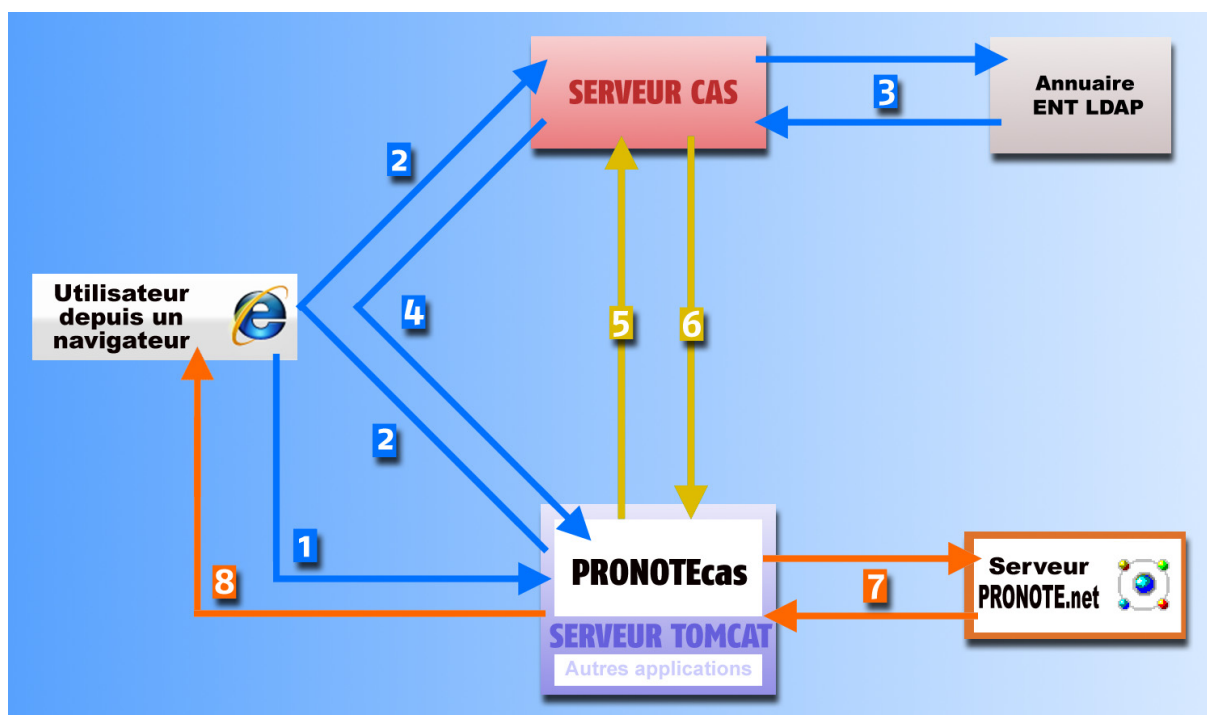 SERVEUR CAS
3
Annuaire
ENT LDAP
2
Utilisateur
depuis un
navigateur
4
5
6
2
1
PRONOTEcas
8
7
Serveur
PRONOTE.net
SERVEUR TOMCAT
Autres applications